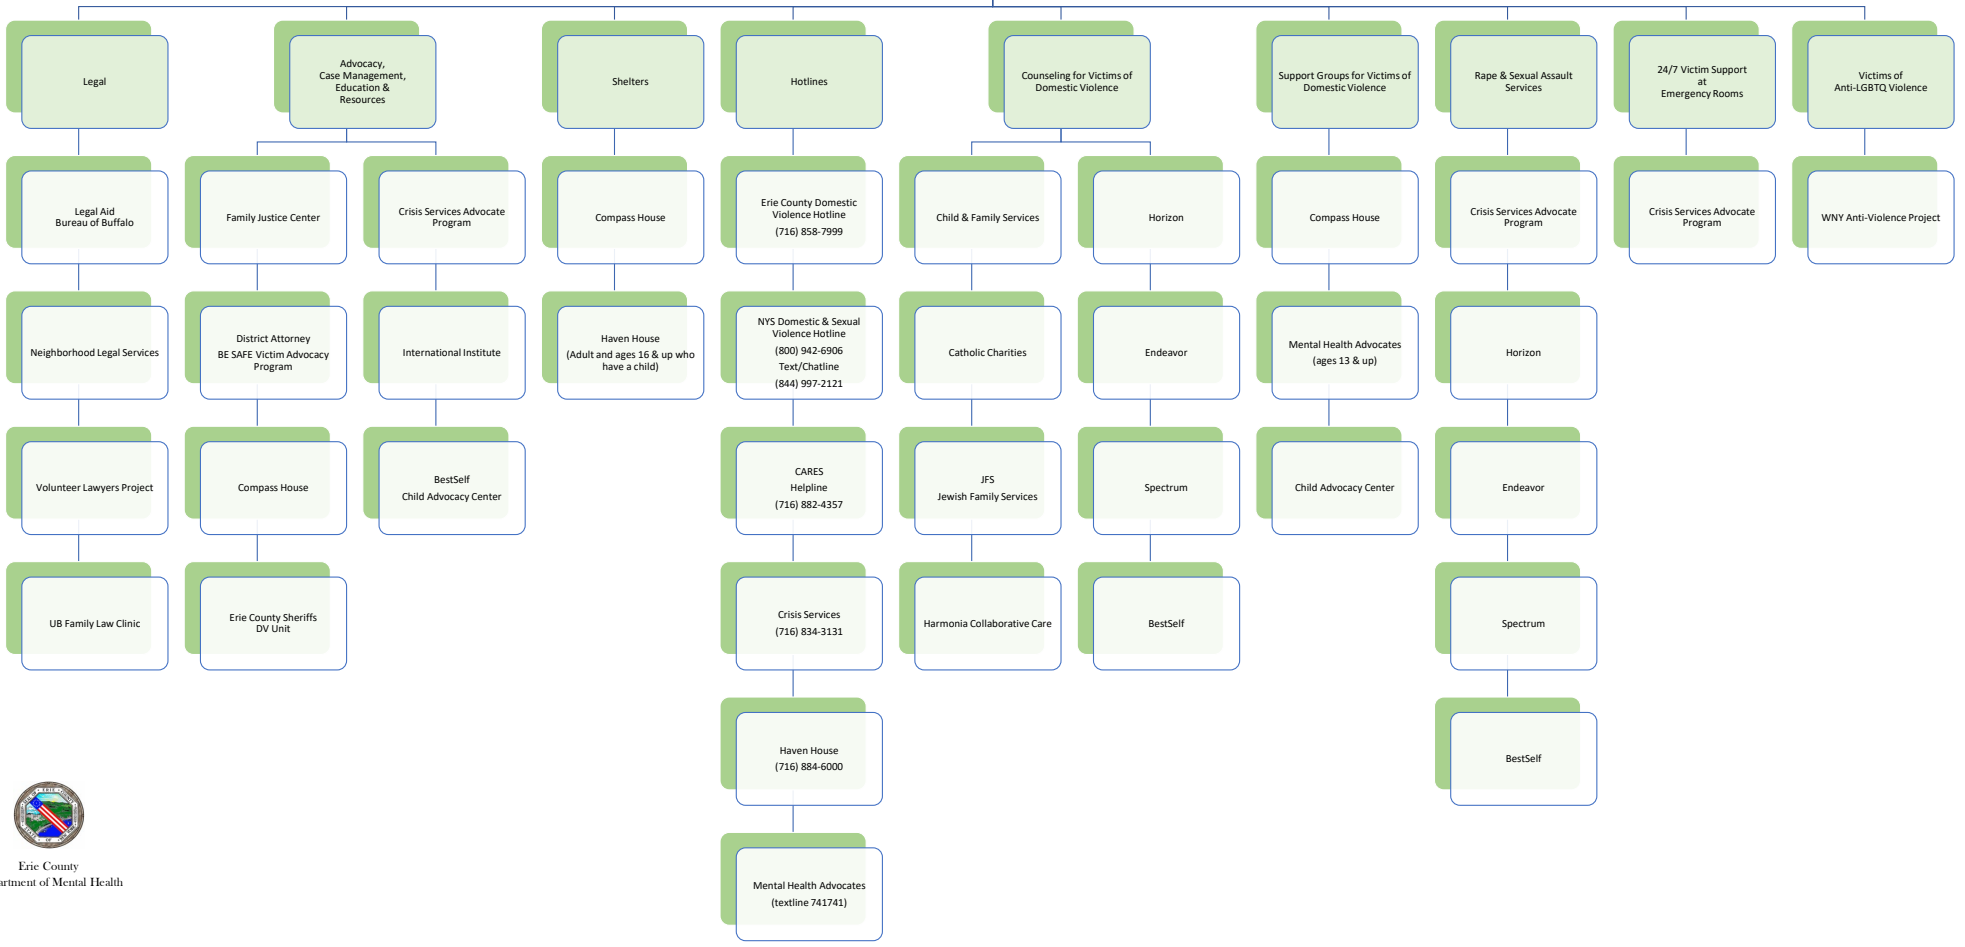 Legal
Advocacy,
Case Management,
Education &
Resources
Shelters
Hotlines
Counseling for Victims of
Domestic Violence
Support Groups for Victims of
Domestic Violence
Rape & Sexual Assault
Services
24/7 Victim Support
at
Emergency Rooms
Victims of
Anti-LGBTQ Violence
Legal Aid
Bureau of Buffalo
Neighborhood Legal Services
Volunteer Lawyers Project
UB Family Law Clinic
Family Justice Center
District Attorney
BE SAFE Victim Advocacy
Program
Compass House
Erie County Sheriffs
DV Unit
Crisis Services Advocate
Program
International Institute
BestSelf
Child Advocacy Center
Compass House
Haven House
(Adult and ages 16 & up who
have a child)
Erie County Domestic
Violence Hotline
(716) 858-7999
NYS Domestic & Sexual
Violence Hotline
(800) 942-6906
Text/Chatline
(844) 997-2121
CARES
Helpline
(716) 882-4357
Crisis Services
(716) 834-3131
Haven House
(716) 884-6000
Mental Health Advocates
(textline 741741)
Child & Family Services
Catholic Charities
JFS
Jewish Family Services
Harmonia Collaborative Care
Horizon
Endeavor
Spectrum
BestSelf
Compass House
Mental Health Advocates
(ages 13 & up)
Child Advocacy Center
Crisis Services Advocate
Program
Horizon
Endeavor
Spectrum
BestSelf
Crisis Services Advocate
Program
WNY Anti-Violence Project
Erie County
artment of Mental Health